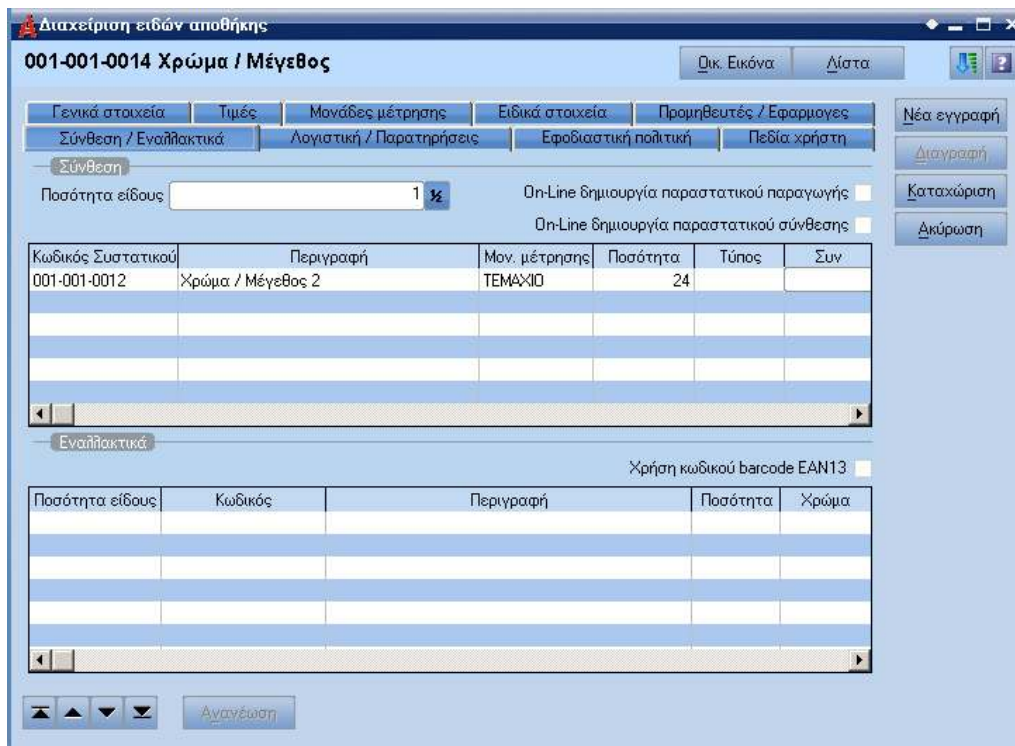 Διαχείριση ειδών αποθήκης
001-001-0014 Χρώμα / Μέγεθος
Οικ. Εικόνα
Λίστα
Γενικά στοιχεία
Τιμές
Μονάδες μέτρησης
Ειδικά στοιχεία
Προμηθευτές / Εφαρμογες
Σύνθεση / Εναλλακτικά
Λογιστική / Παρατηρήσεις
Εφοδιαστική πολιτική
Πεδία χρήστη
Νέα εγγραφή
Διαγραφή
Καταχώριση
Ακύρωση
Σύνθεση
Ποσότητα είδους 1 ½
On-Line δημιουργία παραστατικού παραγωγής
On-Line δημιουργία παραστατικού σύνθεσης
Κωδικός Συστατικού Περιγραφή Μον. μέτρησης Ποσότητα Τύπος Συν
001-001-0012 Χρώμα / Μέγεθος 2 ΤΕΜΑΧΙΟ 24
Εναλλακτικά
Χρήση κωδικού barcode EAN13
Ποσότητα είδους Κωδικός Περιγραφή Ποσότητα Χρώμα
Ανανέωση